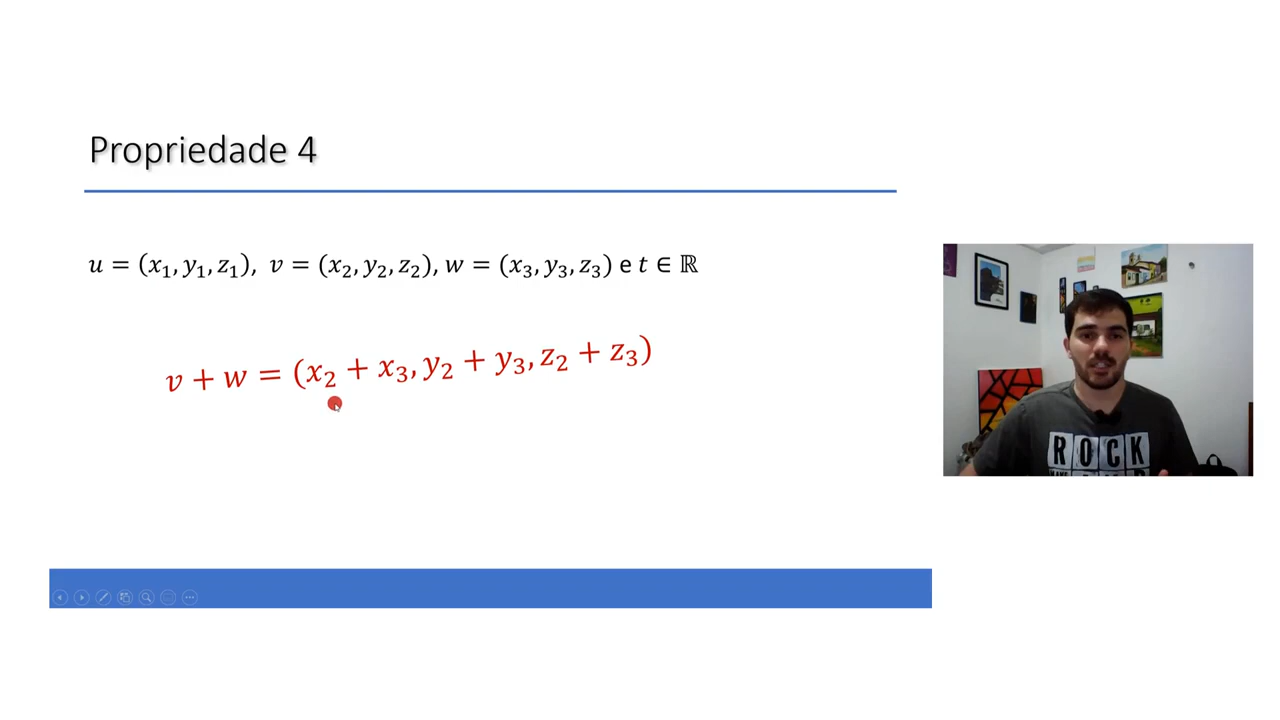 Propriedade 4
u = (x₁, y₁, z₁), v = (x₂, y₂, z₂), w = (x₃, y₃, z₃) e t ∈ ℝ
v + w = (x₂ + x₃, y₂ + y₃, z₂ + z₃)
ROCK